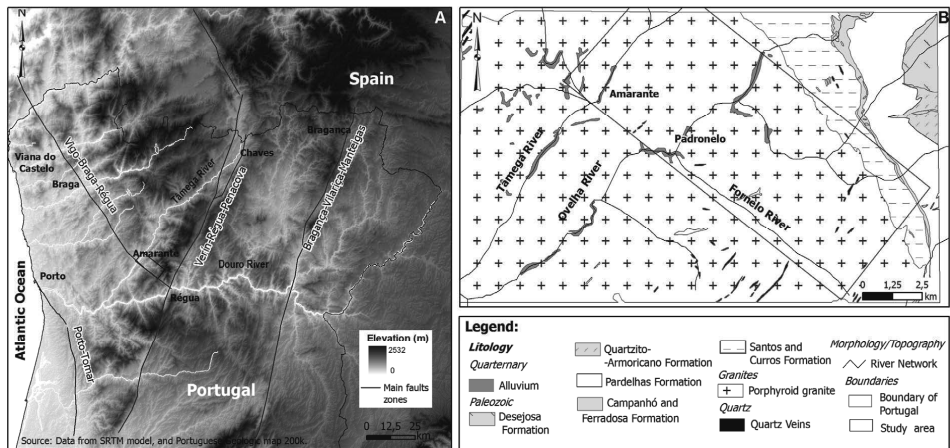 N
A
Spain
Bragança
Chaves
Viana do
Castelo
Braga
Vigo-Braga-Régua
Tâmega River
Verin-Régua-Penacova
Bragança-Vilariça-Manteigas
Amarante
Douro River
Porto
Régua
Atlantic Ocean
Porto-Tomar
Portugal
Elevation (m)
2532
0
Main faults
zones
0 12,5 25
km
Source: Data from SRTM model, and Portuguese Geologic map 200k.
N
B
Amarante
Padronelo
Tâmega River
Ovelha River
Fornelo River
0 1,25 2,5
km
Legend:
Litology
Quaternary
Alluvium
Paleozoic
Desejosa
Formation
Quartzito-
-Armoricano Formation
Pardelhas Formation
Campanhó and
Ferradosa Formation
Santos and
Curros Formation
Granites
Porphyroid granite
Quartz
Quartz Veins
Morphology/Topography
River Network
Boundaries
Boundary of
Portugal
Study area